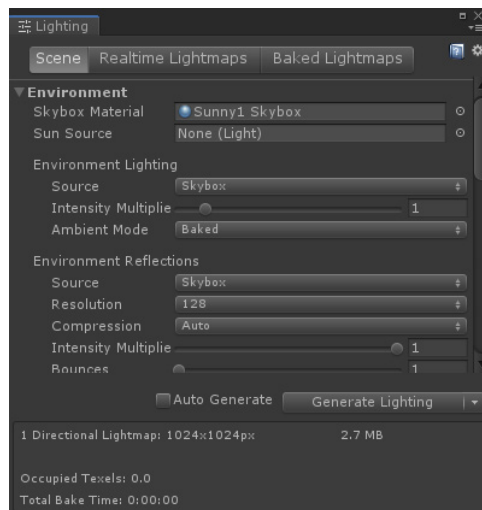 Lighting
Scene Realtime Lightmaps Baked Lightmaps
Environment
Skybox Material Sunny1 Skybox
Sun Source None (Light)
Environment Lighting
Source Skybox
Intensity Multiplie 1
Ambient Mode Baked
Environment Reflections
Source Skybox
Resolution 128
Compression Auto
Intensity Multiplie 1
Bounces 1
Auto Generate Generate Lighting
1 Directional Lightmap: 1024x1024px 2.7 MB
Occupied Texels: 0.0
Total Bake Time: 0:00:00